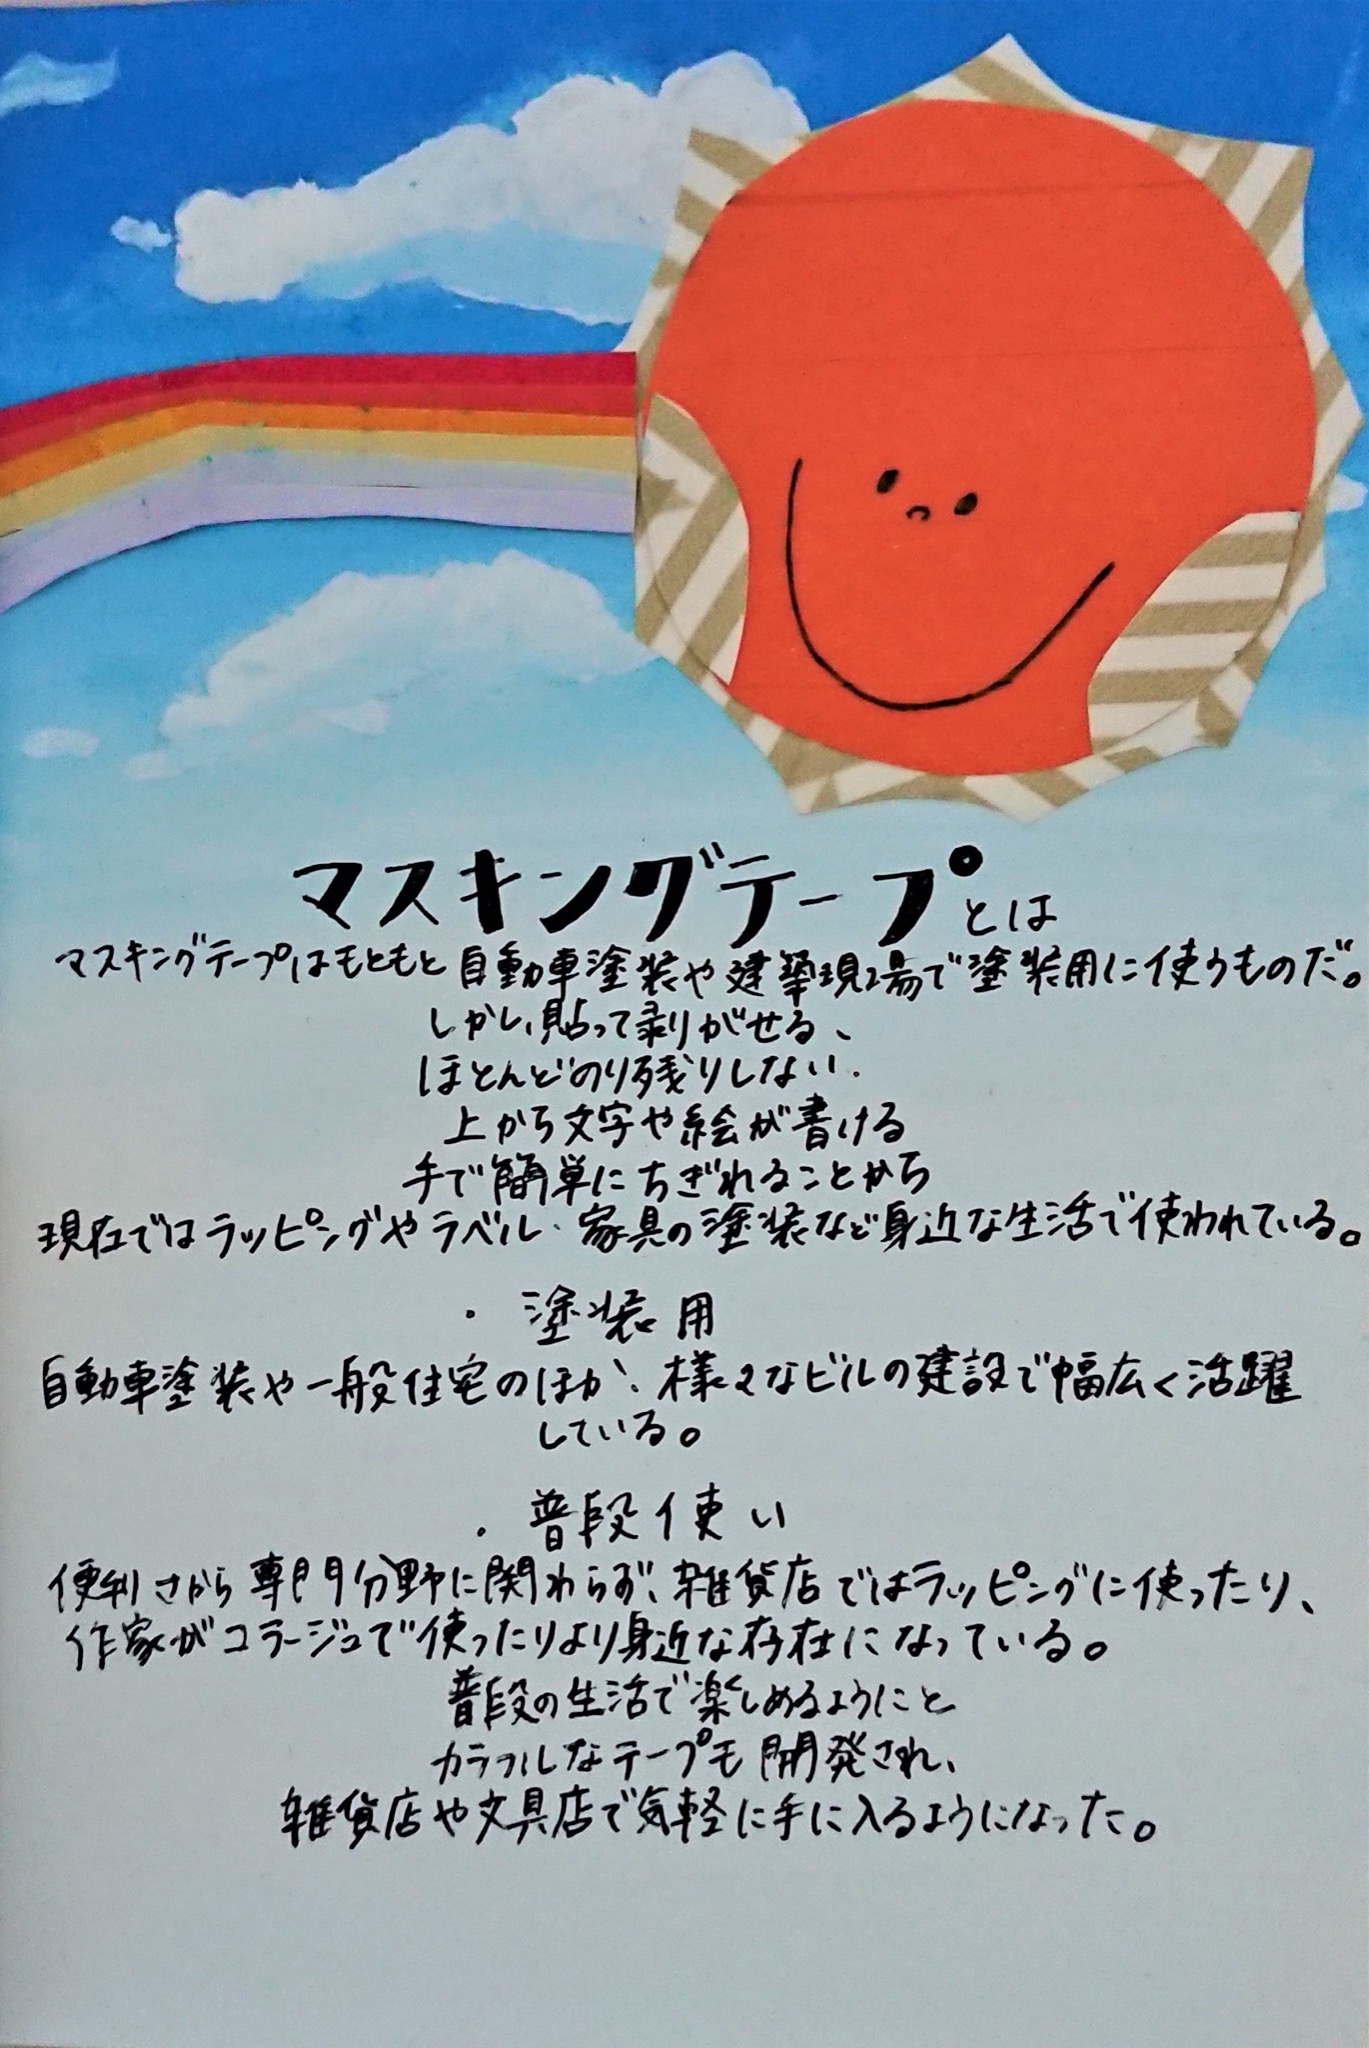 マスキングテープとは
マスキングテープはもともと自動車塗装や建築現場で塗装用に使うものだ。
しかし、貼って剥がせる、
ほとんどのり残りしない、
上から文字や絵が書ける
手で簡単にちぎれることから
現在ではラッピングやラベル、家具の塗装など身近な生活で使われている。
・塗装用
自動車塗装や一般住宅のほか、様々なビルの建設で幅広く活躍
している。
・普段使い
便利さから専門分野に関わらず、雑貨店ではラッピングに使ったり、
作家がコラージュで使ったりより身近な存在になっている。
普段の生活で楽しめるようにと
カラフルなテープも開発され、
雑貨店や文具店で気軽に手に入るようになった。